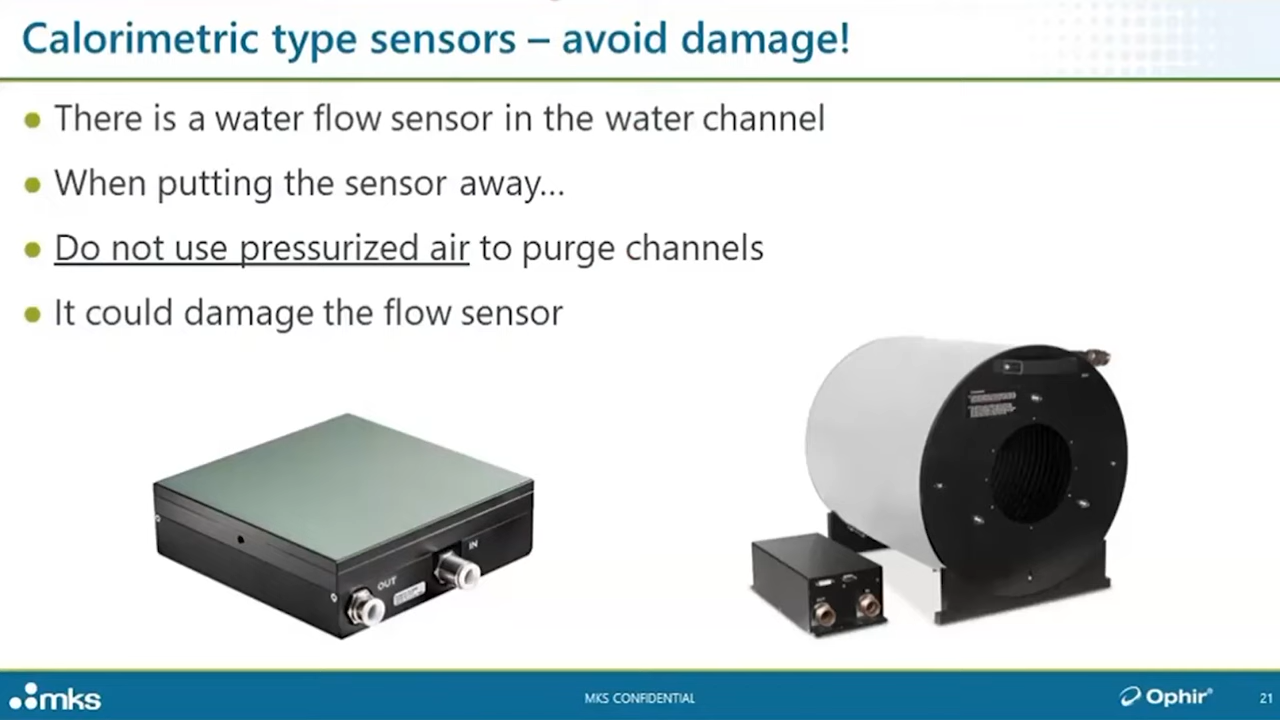 Calorimetric type sensors – avoid damage!
There is a water flow sensor in the water channel
When putting the sensor away...
Do not use pressurized air to purge channels
It could damage the flow sensor
IN
OUT
mks
MKS CONFIDENTIAL
Ophir®
21